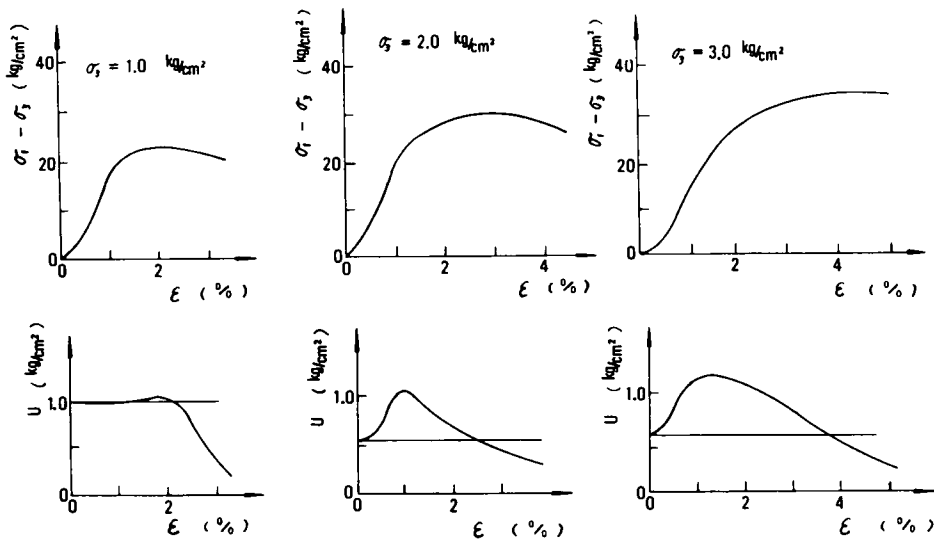 σ₁ − σ₃ ( kg/cm² )
40
20
0
σ₃ = 1.0 kg/cm²
0
2
ε ( % )
σ₁ − σ₃ ( kg/cm² )
40
20
0
σ₃ = 2.0 kg/cm²
0
2
4
ε ( % )
σ₁ − σ₃ ( kg/cm² )
40
20
0
σ₃ = 3.0 kg/cm²
0
2
4
ε ( % )
U ( kg/cm² )
1.0
0
0
2
ε ( % )
U ( kg/cm² )
1.0
0
0
2
ε ( % )
U ( kg/cm² )
1.0
0
0
2
4
ε ( % )